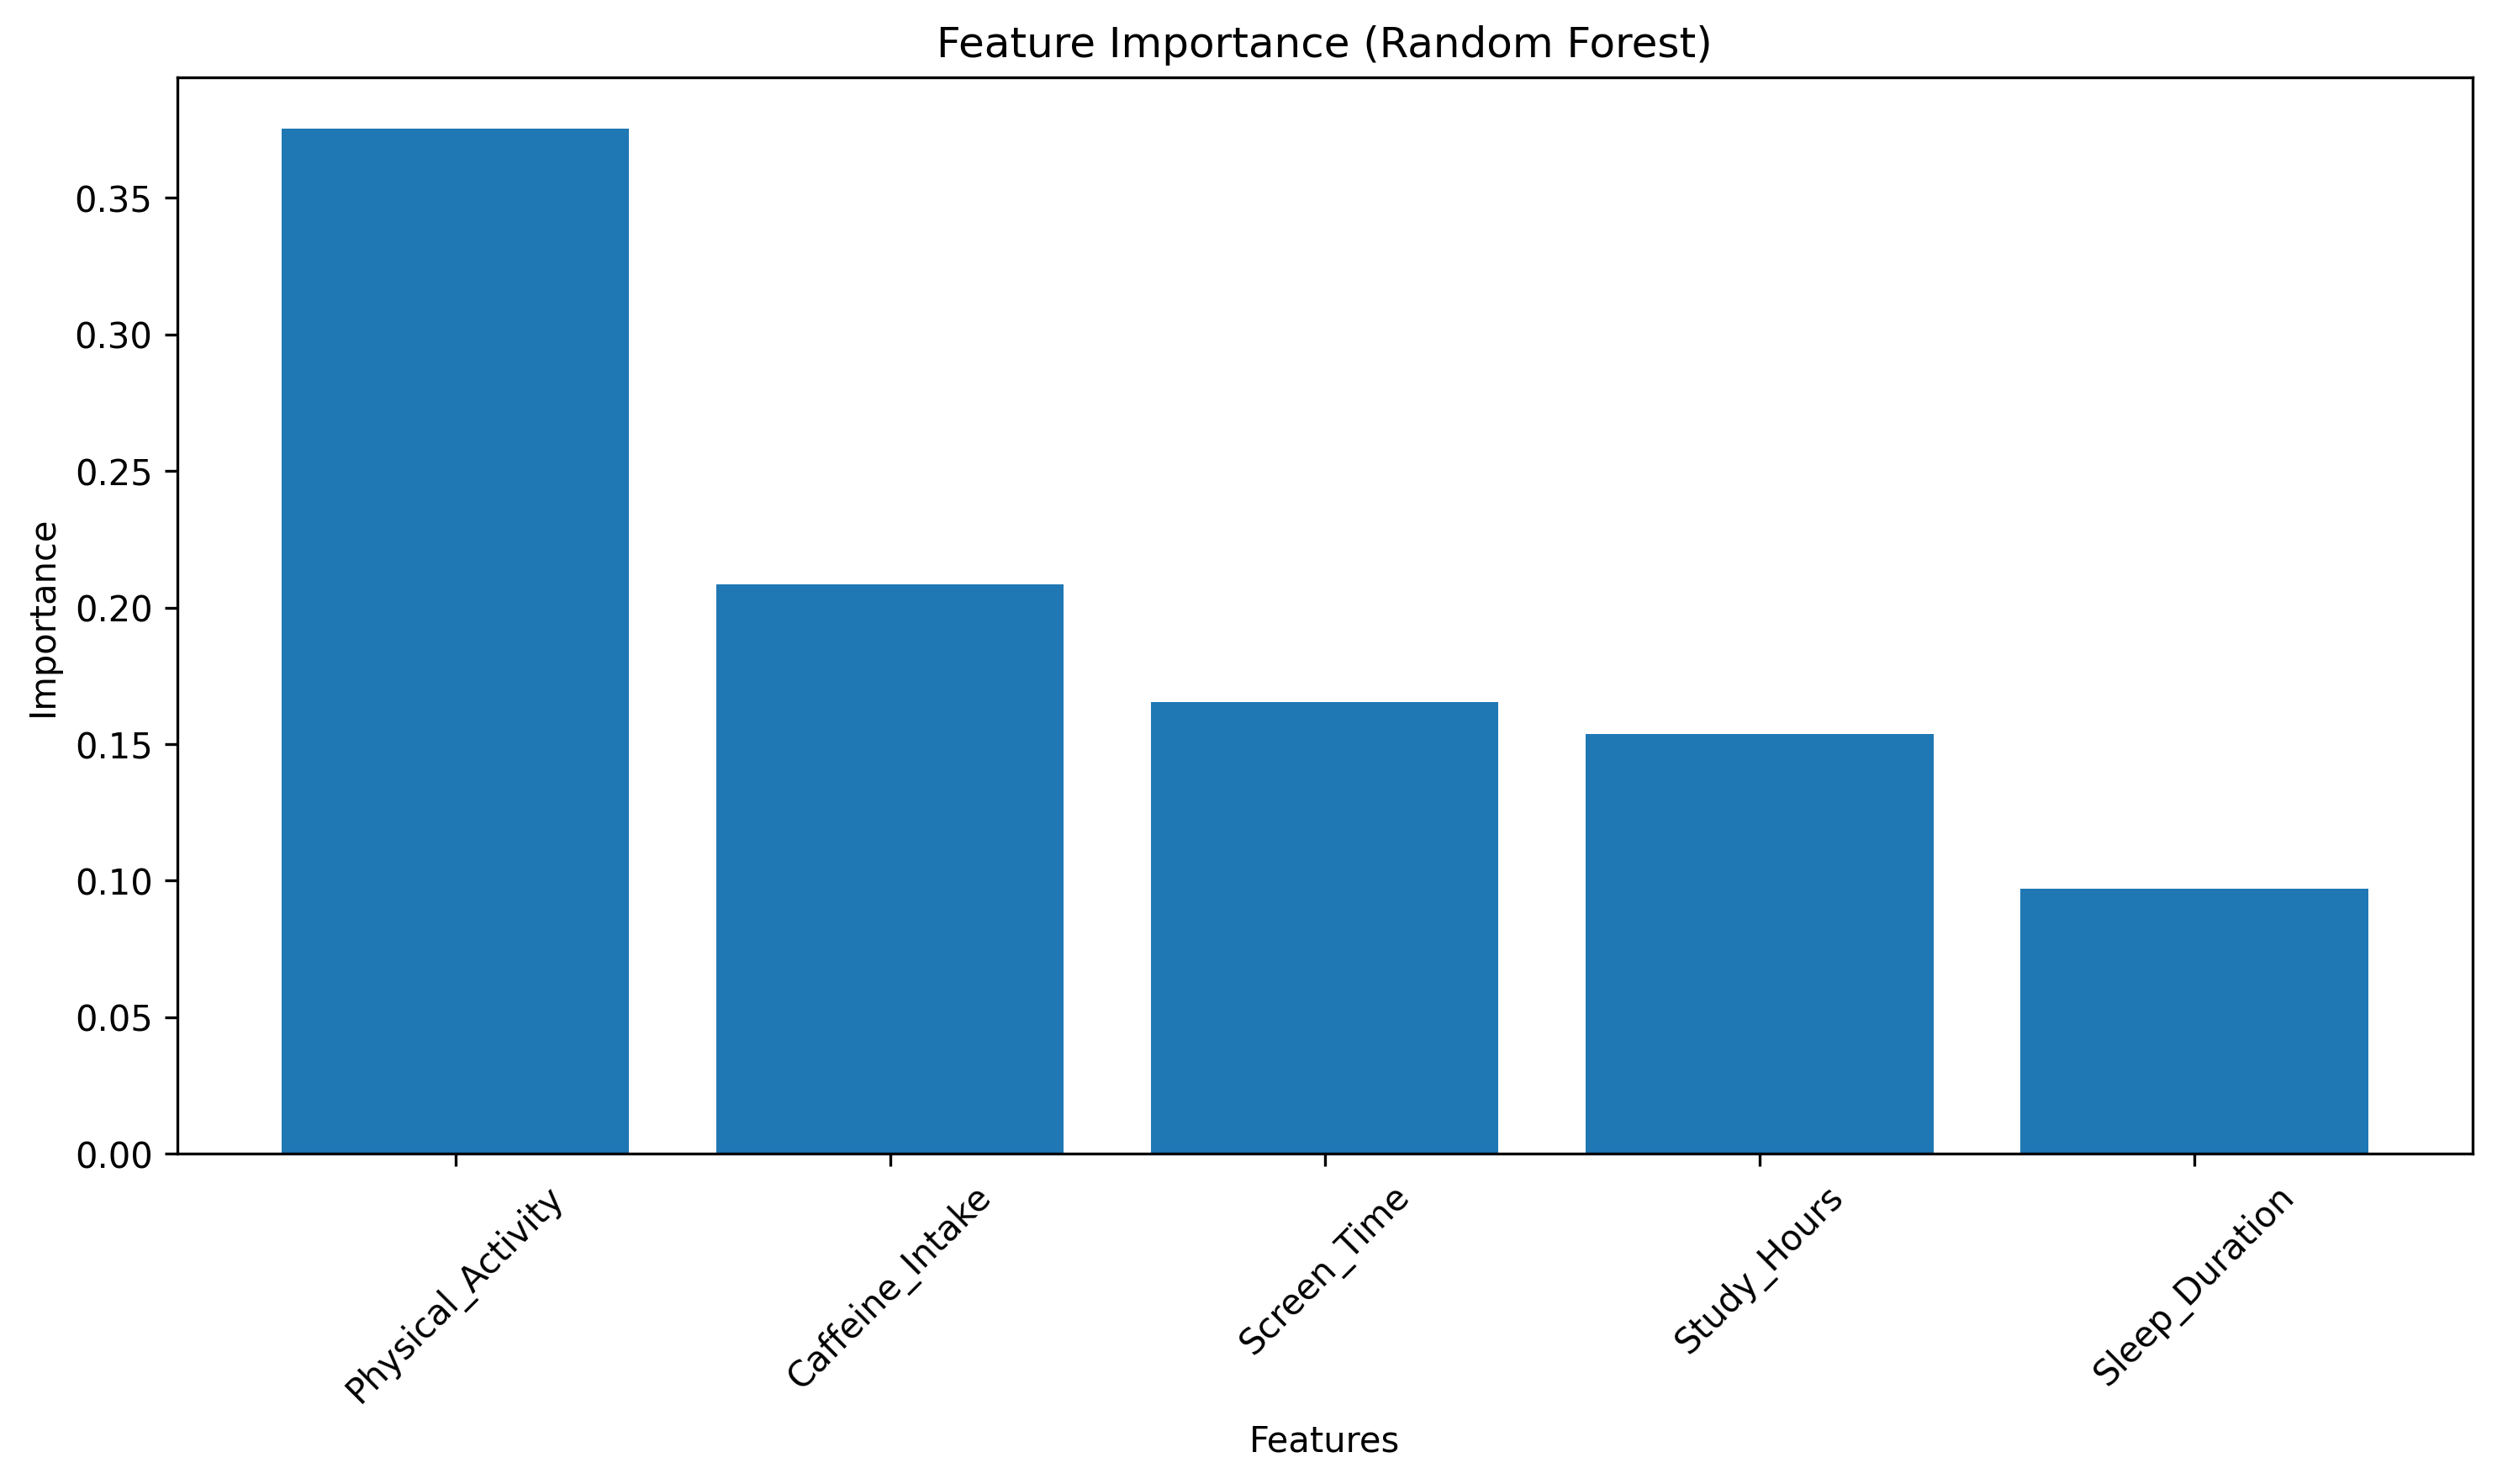 Feature Importance (Random Forest)
Importance
0.35
0.30
0.25
0.20
0.15
0.10
0.05
0.00
Physical_Activity
Caffeine_Intake
Screen_Time
Study_Hours
Sleep_Duration
Features